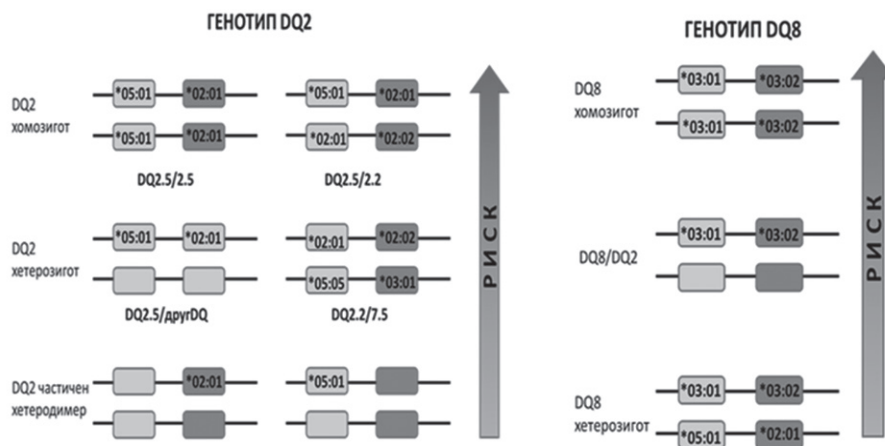 ГЕНОТИП DQ2
DQ2
хомозигот
*05:01 *02:01
*05:01 *02:01
DQ2.5/2.5
*05:01 *02:01
*02:01 *02:02
DQ2.5/2.2
DQ2
хетерозигот
*05:01 *02:01
DQ2.5/другDQ
*02:01 *02:02
*05:05 *03:01
DQ2.2/7.5
DQ2 частичен
хетеродимер
*02:01
*05:01
РИСК
ГЕНОТИП DQ8
DQ8
хомозигот
*03:01 *03:02
*03:01 *03:02
DQ8/DQ2
*03:01 *03:02
DQ8
хетерозигот
*03:01 *03:02
*05:01 *02:01
РИСК